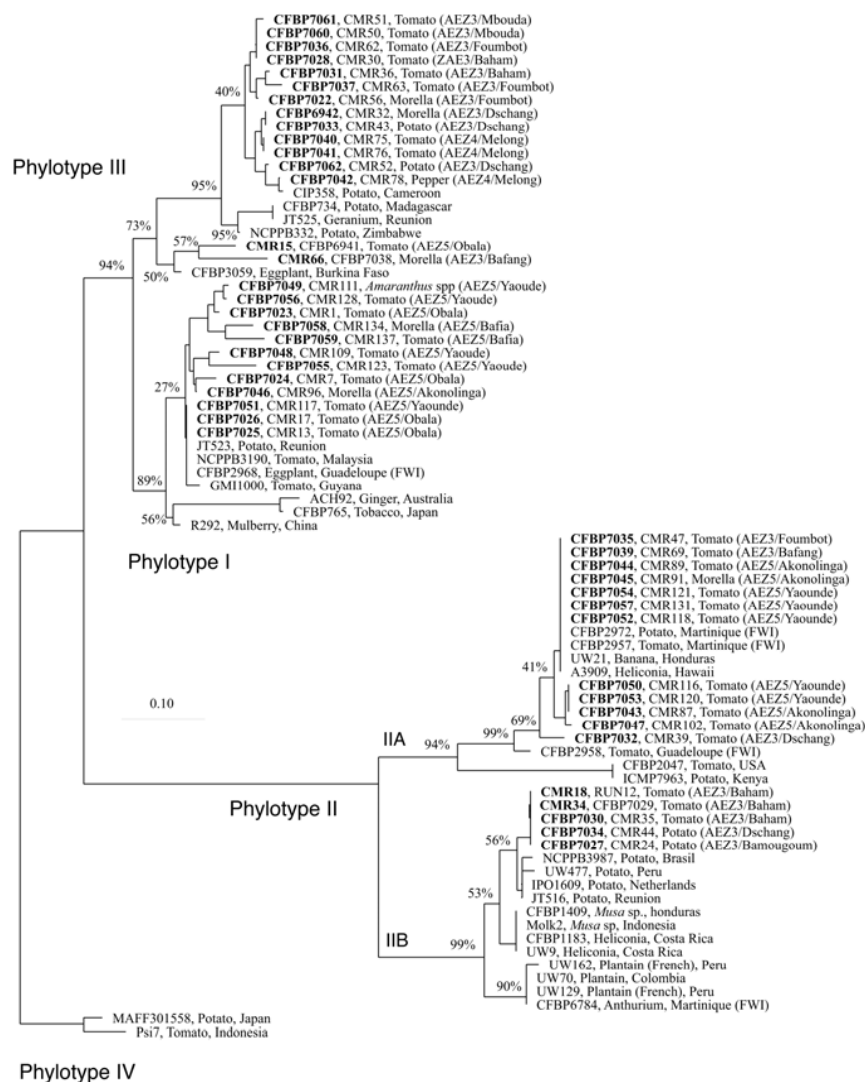 CFBP7061, CMR51, Tomato (AEZ3/Mbouda)
CFBP7060, CMR50, Tomato (AEZ3/Mbouda)
CFBP7036, CMR62, Tomato (AEZ3/Foumbot)
CFBP7028, CMR30, Tomato (ZAE3/Baham)
CFBP7031, CMR36, Tomato (AEZ3/Baham)
CFBP7037, CMR63, Tomato (AEZ3/Foumbot)
40%
CFBP7022, CMR56, Morella (AEZ3/Foumbot)
CFBP6942, CMR32, Morella (AEZ3/Dschang)
CFBP7033, CMR43, Potato (AEZ3/Dschang)
CFBP7040, CMR75, Tomato (AEZ4/Melong)
CFBP7041, CMR76, Tomato (AEZ4/Melong)
Phylotype III
CFBP7062, CMR52, Potato (AEZ3/Dschang)
CFBP7042, CMR78, Pepper (AEZ4/Melong)
95%
CIP358, Potato, Cameroon
CFBP734, Potato, Madagascar
JT525, Geranium, Reunion
73%
95%
NCPPB332, Potato, Zimbabwe
57%
CMR15, CFBP6941, Tomato (AEZ5/Obala)
CMR66, CFBP7038, Morella (AEZ3/Bafang)
94%
50%
CFBP3059, Eggplant, Burkina Faso
CFBP7049, CMR111, Amaranthus spp (AEZ5/Yaoude)
CFBP7056, CMR128, Tomato (AEZ5/Yaoude)
CFBP7023, CMR1, Tomato (AEZ5/Obala)
CFBP7058, CMR134, Morella (AEZ5/Bafia)
CFBP7059, CMR137, Tomato (AEZ5/Bafia)
CFBP7048, CMR109, Tomato (AEZ5/Yaoude)
CFBP7055, CMR123, Tomato (AEZ5/Yaoude)
CFBP7024, CMR7, Tomato (AEZ5/Obala)
27%
CFBP7046, CMR96, Morella (AEZ5/Akonolinga)
CFBP7051, CMR117, Tomato (AEZ5/Yaounde)
CFBP7026, CMR17, Tomato (AEZ5/Obala)
CFBP7025, CMR13, Tomato (AEZ5/Obala)
JT523, Potato, Reunion
NCPPB3190, Tomato, Malaysia
CFBP2968, Eggplant, Guadeloupe (FWI)
89%
GMI1000, Tomato, Guyana
ACH92, Ginger, Australia
CFBP765, Tobacco, Japan
56%
R292, Mulberry, China
Phylotype I
CFBP7035, CMR47, Tomato (AEZ3/Foumbot)
CFBP7039, CMR69, Tomato (AEZ3/Bafang)
CFBP7044, CMR89, Tomato (AEZ5/Akonolinga)
CFBP7045, CMR91, Morella (AEZ5/Akonolinga)
CFBP7054, CMR121, Tomato (AEZ5/Yaounde)
CFBP7057, CMR131, Tomato (AEZ5/Yaounde)
CFBP7052, CMR118, Tomato (AEZ5/Yaounde)
CFBP2972, Potato, Martinique (FWI)
CFBP2957, Tomato, Martinique (FWI)
UW21, Banana, Honduras
41%
A3909, Heliconia, Hawaii
CFBP7050, CMR116, Tomato (AEZ5/Yaounde)
CFBP7053, CMR120, Tomato (AEZ5/Yaounde)
0.10
CFBP7043, CMR87, Tomato (AEZ5/Akonolinga)
69%
CFBP7047, CMR102, Tomato (AEZ5/Akonolinga)
99%
CFBP7032, CMR39, Tomato (AEZ3/Dschang)
IIA
94%
CFBP2958, Tomato, Guadeloupe (FWI)
CFBP2047, Tomato, USA
ICMP7963, Potato, Kenya
CMR18, RUN12, Tomato (AEZ3/Baham)
Phylotype II
CMR34, CFBP7029, Tomato (AEZ3/Baham)
CFBP7030, CMR35, Tomato (AEZ3/Baham)
CFBP7034, CMR44, Potato (AEZ3/Dschang)
56%
CFBP7027, CMR24, Potato (AEZ3/Bamougoum)
NCPPB3987, Potato, Brasil
UW477, Potato, Peru
IPO1609, Potato, Netherlands
53%
JT516, Potato, Reunion
CFBP1409, Musa sp., honduras
Molk2, Musa sp, Indonesia
IIB
CFBP1183, Heliconia, Costa Rica
99%
UW9, Heliconia, Costa Rica
UW162, Plantain (French), Peru
UW70, Plantain, Colombia
90%
UW129, Plantain (French), Peru
CFBP6784, Anthurium, Martinique (FWI)
MAFF301558, Potato, Japan
Psi7, Tomato, Indonesia
Phylotype IV